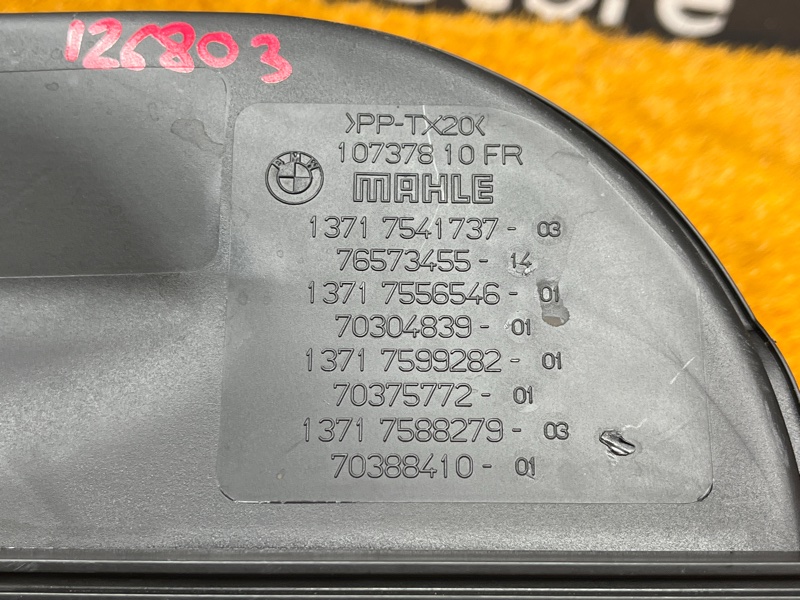 126803
>PP-TX20<
107378 10 FR
BMW
MAHLE
1371 7541737- 03
76573455- 14
1371 7556546- 01
70304839- 01
1371 7599282- 01
70375772- 01
1371 7588279- 03
70388410- 01